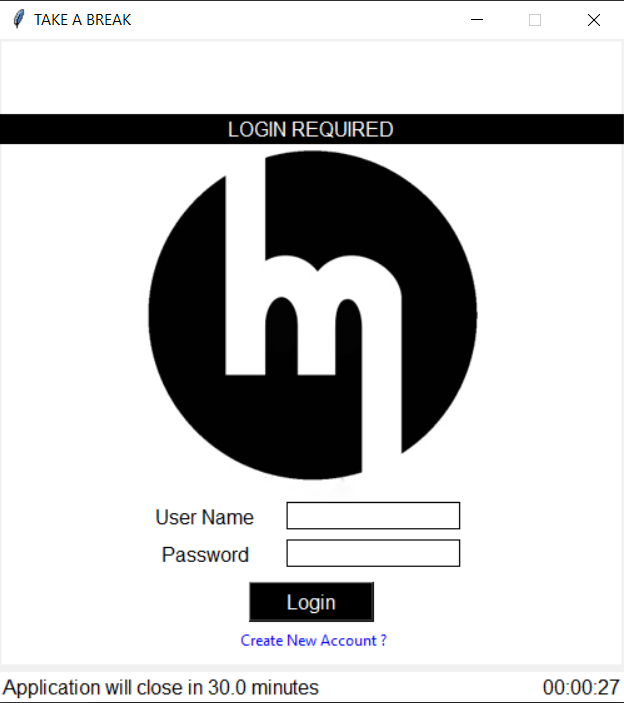 TAKE A BREAK
LOGIN REQUIRED
m
User Name
Password
Login
Create New Account ?
Application will close in 30.0 minutes 00:00:27